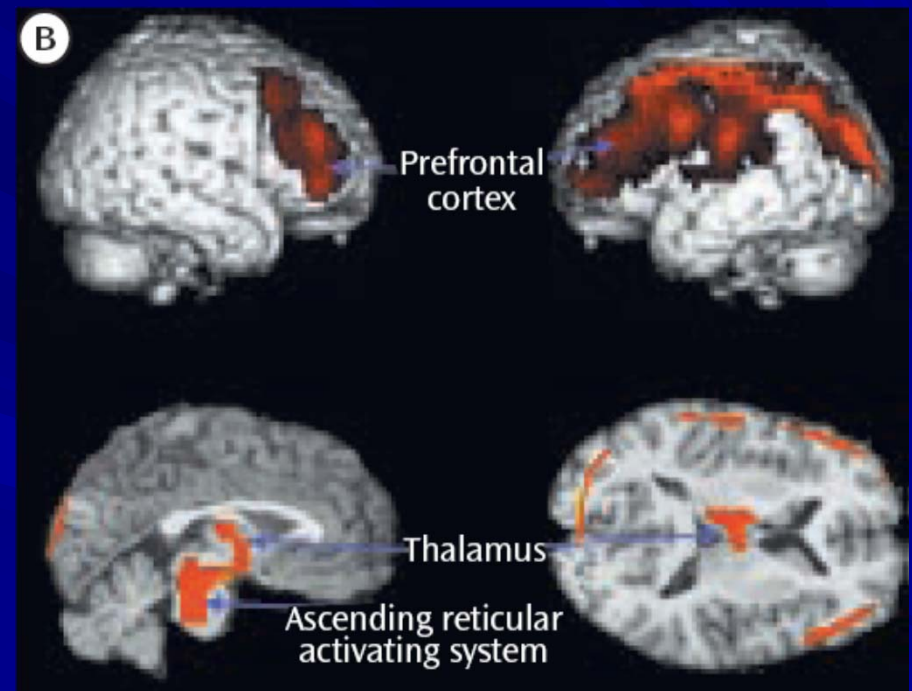 B
Prefrontal
cortex
Thalamus
Ascending reticular
activating system